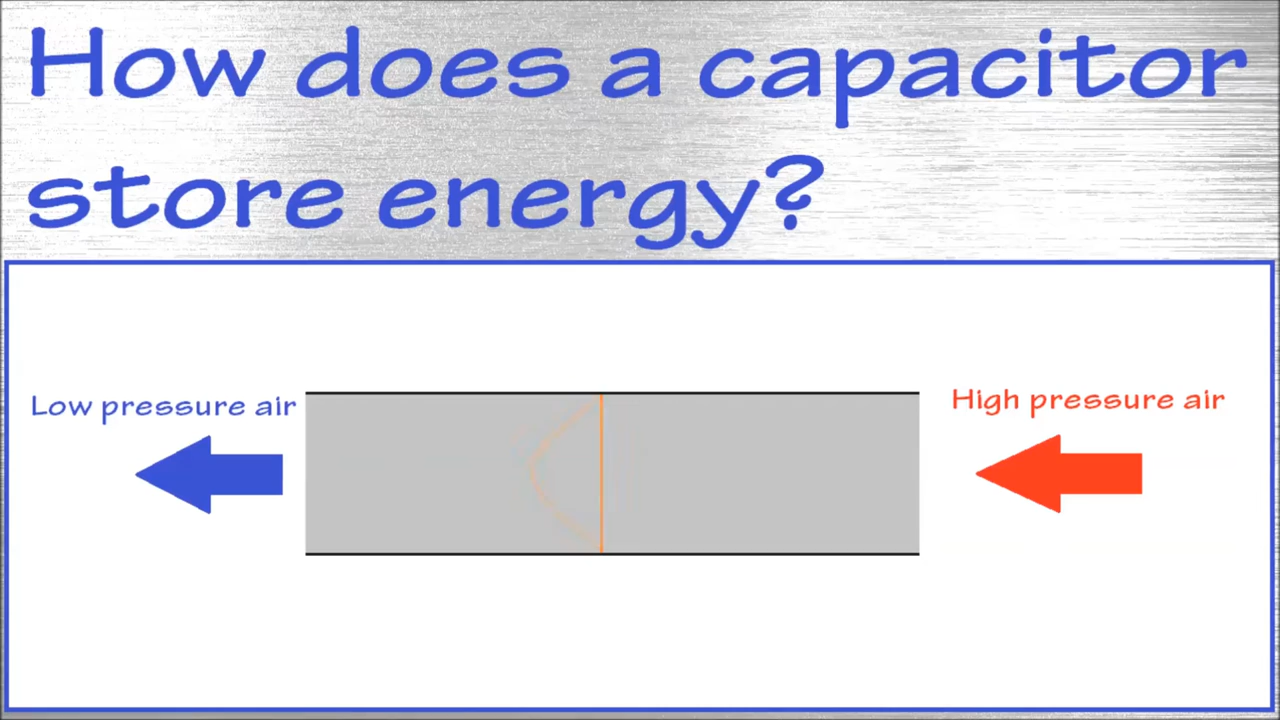 How does a capacitor
store energy?
Low pressure air
High pressure air